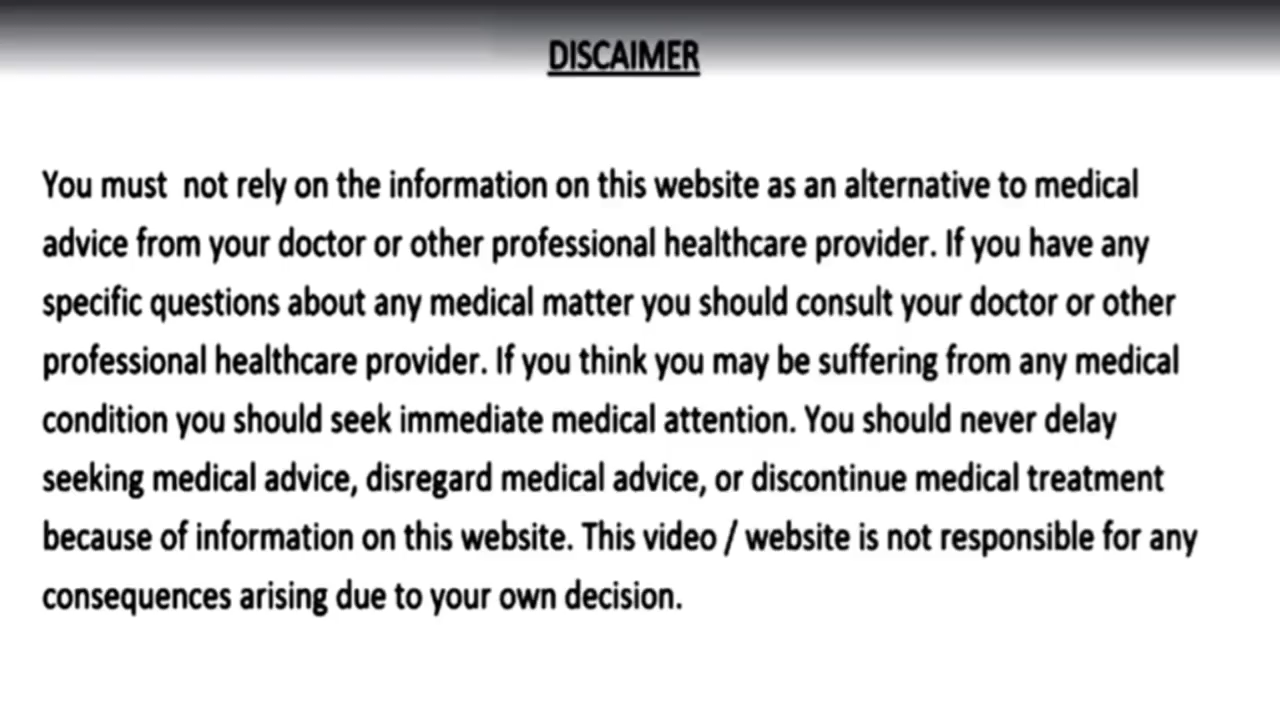 DISCAIMER
You must  not rely on the information on this website as an alternative to medical
advice from your doctor or other professional healthcare provider. If you have any
specific questions about any medical matter you should consult your doctor or other
professional healthcare provider. If you think you may be suffering from any medical
condition you should seek immediate medical attention. You should never delay
seeking medical advice, disregard medical advice, or discontinue medical treatment
because of information on this website. This video / website is not responsible for any
consequences arising due to your own decision.